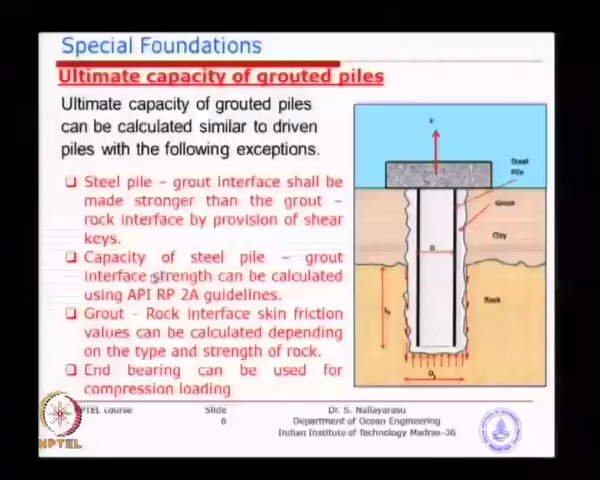 Special Foundations
Ultimate capacity of grouted piles
Ultimate capacity of grouted piles
can be calculated similar to driven
piles with the following exceptions.
Steel pile – grout interface shall be
made stronger than the grout –
rock interface by provision of shear
keys.
Capacity of steel pile – grout
interface strength can be calculated
using API RP 2A guidelines.
Grout - Rock interface skin friction
values can be calculated depending
on the type and strength of rock.
End bearing can be used for
compression loading
Steel
Pile
Grout
Clay
Rock
PTEL course
Slide
6
Dr. S. Nallayarasu
Department of Ocean Engineering
Indian Institute of Technology Madras-36
NPTEL